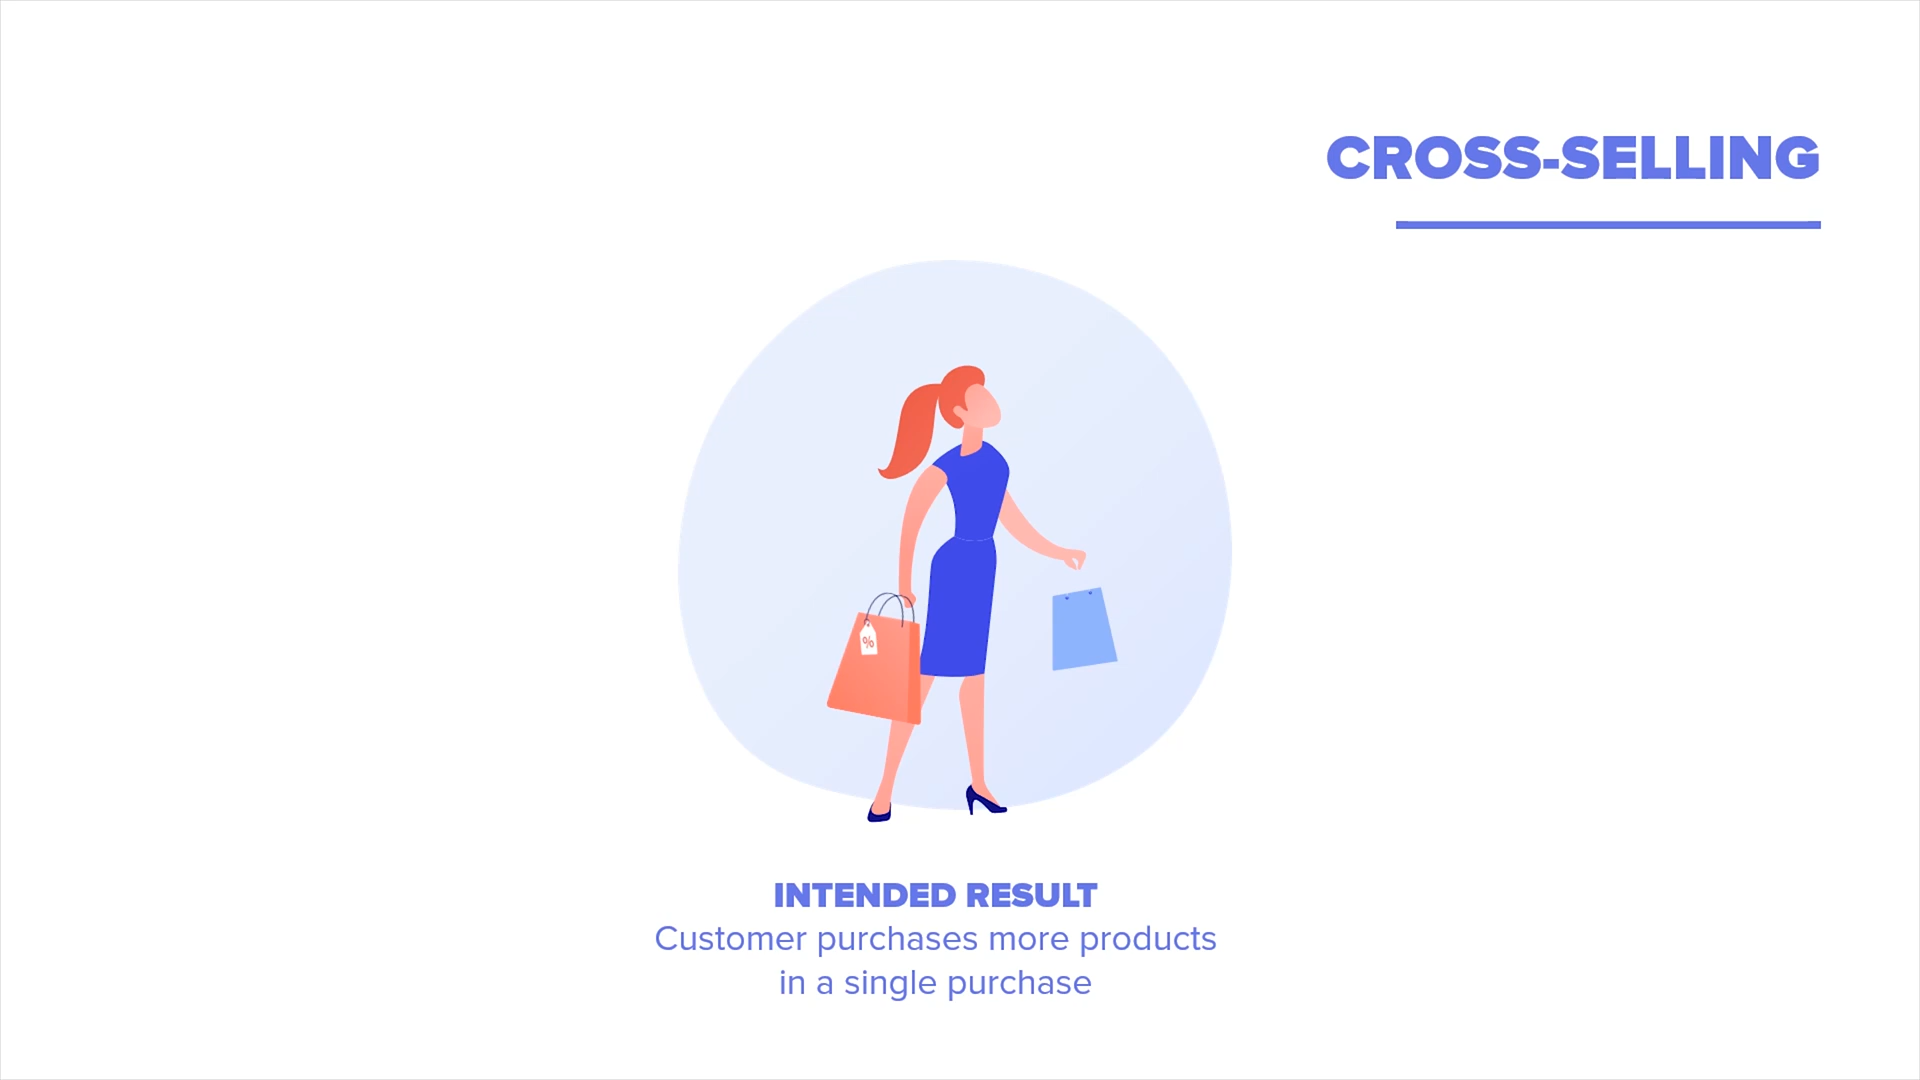 CROSS-SELLING
%
INTENDED RESULT
Customer purchases more products
in a single purchase